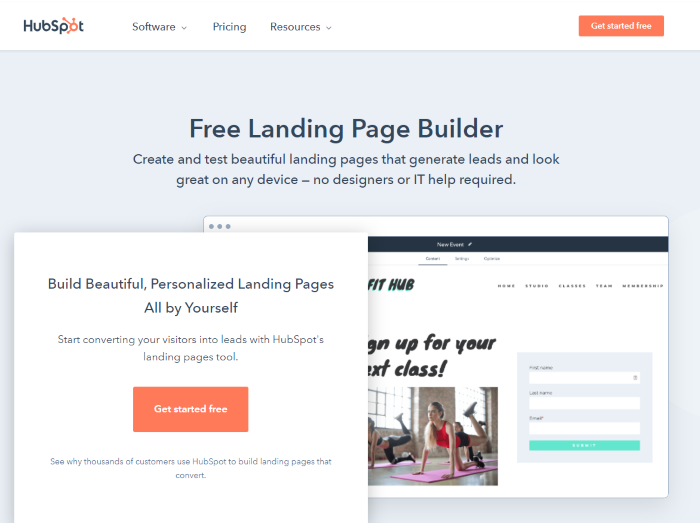 HubSpot
Software
Pricing
Resources
Get started free
Free Landing Page Builder
Create and test beautiful landing pages that generate leads and look
great on any device — no designers or IT help required.
Build Beautiful, Personalized Landing Pages
All by Yourself
Start converting your visitors into leads with HubSpot's
landing pages tool.
Get started free
See why thousands of customers use HubSpot to build landing pages that
convert.
New Event
Content
Settings
Optimize
FIT HUB
HOME STUDIO CLASSES TEAM MEMBERSHIP
gn up for your
ext class!
First name
Last name
Email*
SUBMIT